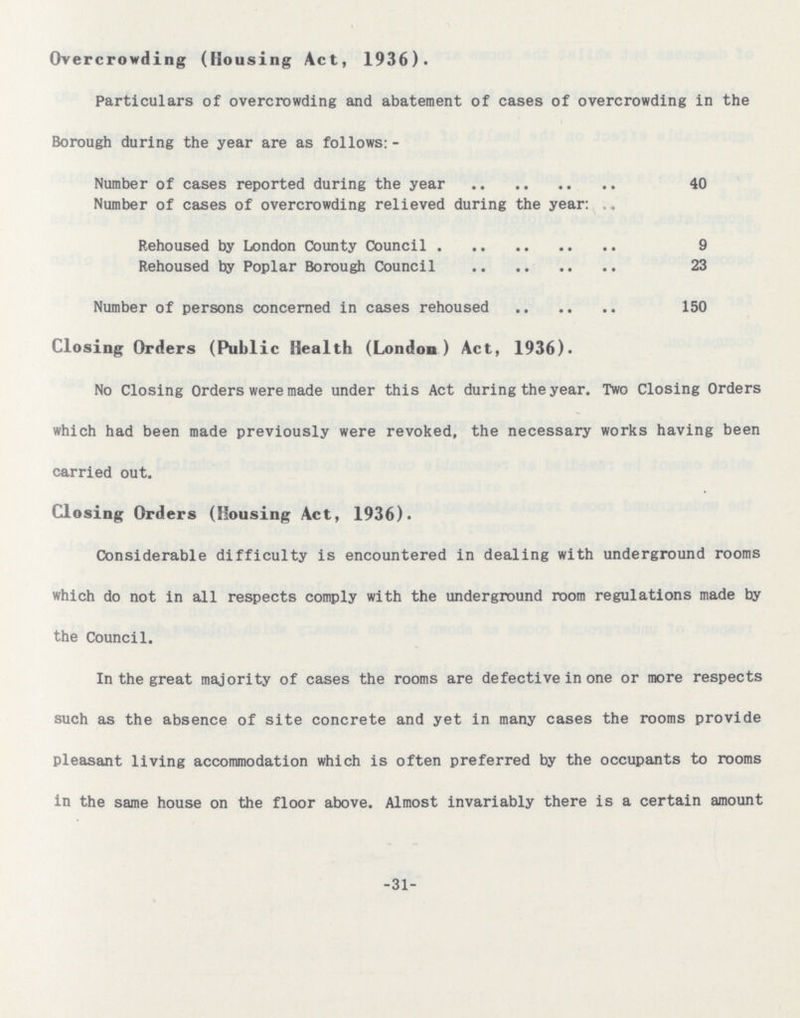 Overcrowding (Housing Act, 1936).
Particulars of overcrowding and abatement of cases of overcrowding in the
Borough during the year are as follows: -
Number of cases reported during the year .. .. .. .. 40
Number of cases of overcrowding relieved during the year: ..
Rehoused by London County Council . .. .. .. .. 9
Rehoused by Poplar Borough Council .. .. .. .. 23
Number of persons concerned in cases rehoused .. .. .. 150
Closing Orders (Public Health (London) Act, 1936).
No Closing Orders were made under this Act during the year. Two Closing Orders
which had been made previously were revoked, the necessary works having been
carried out.
Closing Orders (Housing Act, 1936).
Considerable difficulty is encountered in dealing with underground rooms
which do not in all respects comply with the underground room regulations made by
the Council.
In the great majority of cases the rooms are defective in one or more respects
such as the absence of site concrete and yet in many cases the rooms provide
pleasant living accommodation which is often preferred by the occupants to rooms
in the same house on the floor above. Almost invariably there is a certain amount
-31-